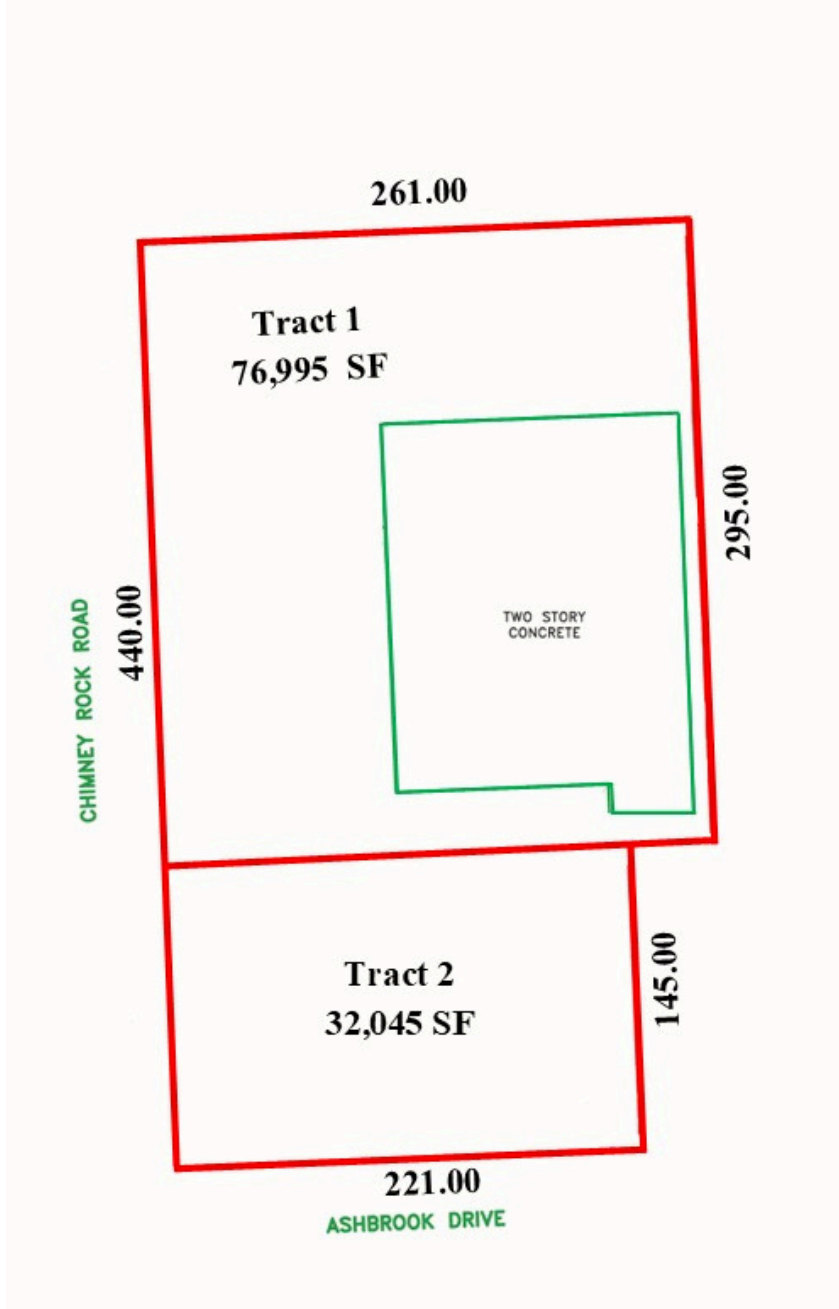 261.00
Tract 1
76,995 SF
295.00
TWO STORY
CONCRETE
440.00
CHIMNEY ROCK ROAD
Tract 2
32,045 SF
145.00
221.00
ASHBROOK DRIVE